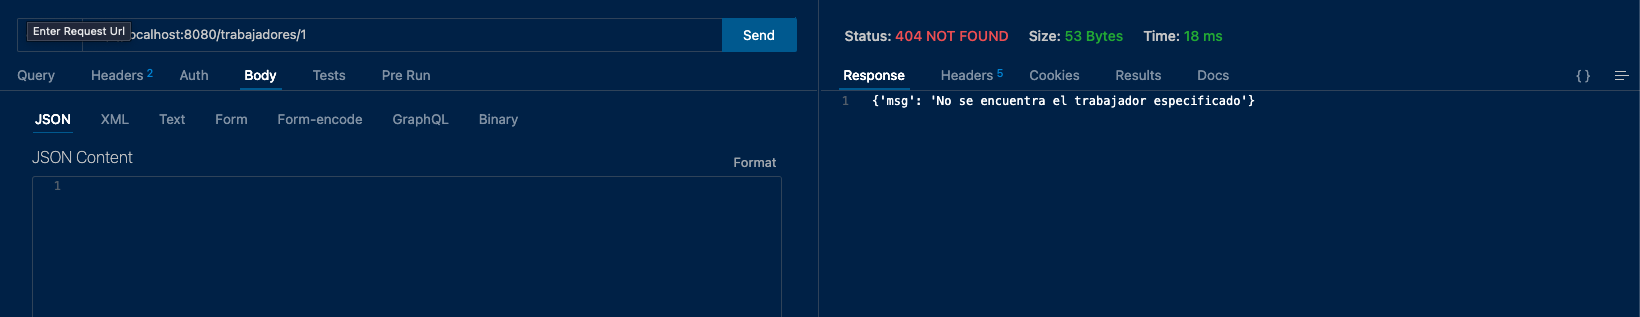 Enter Request Url
localhost:8080/trabajadores/1
Send
Status: 404 NOT FOUND Size: 53 Bytes Time: 18 ms
Query Headers 2 Auth Body Tests Pre Run
Response Headers 5 Cookies Results Docs { }
1 {'msg': 'No se encuentra el trabajador especificado'}
JSON XML Text Form Form-encode GraphQL Binary
JSON Content
Format
1